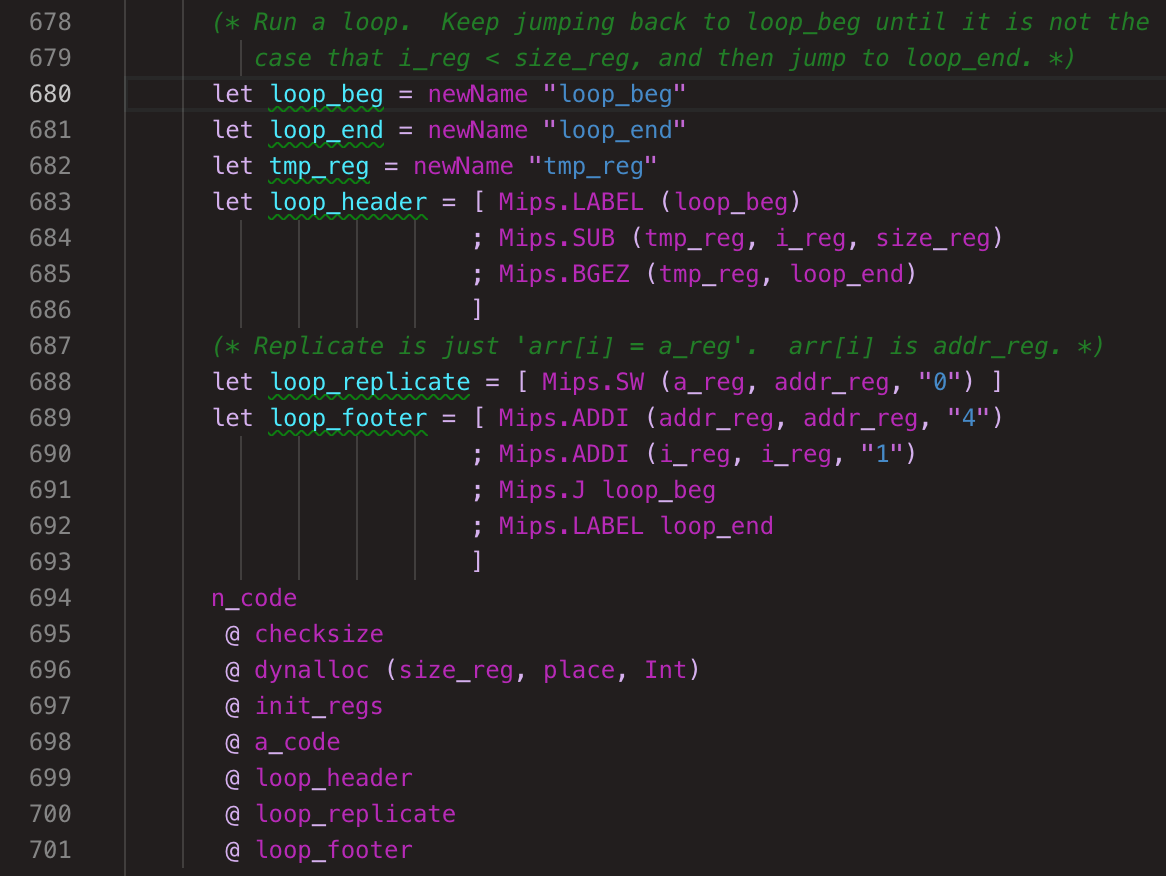 678 (* Run a loop.  Keep jumping back to loop_beg until it is not the
679 case that i_reg < size_reg, and then jump to loop_end. *)
680 let loop_beg = newName "loop_beg"
681 let loop_end = newName "loop_end"
682 let tmp_reg = newName "tmp_reg"
683 let loop_header = [ Mips.LABEL (loop_beg)
684 ; Mips.SUB (tmp_reg, i_reg, size_reg)
685 ; Mips.BGEZ (tmp_reg, loop_end)
686 ]
687 (* Replicate is just 'arr[i] = a_reg'.  arr[i] is addr_reg. *)
688 let loop_replicate = [ Mips.SW (a_reg, addr_reg, "0") ]
689 let loop_footer = [ Mips.ADDI (addr_reg, addr_reg, "4")
690 ; Mips.ADDI (i_reg, i_reg, "1")
691 ; Mips.J loop_beg
692 ; Mips.LABEL loop_end
693 ]
694 n_code
695 @ checksize
696 @ dynalloc (size_reg, place, Int)
697 @ init_regs
698 @ a_code
699 @ loop_header
700 @ loop_replicate
701 @ loop_footer